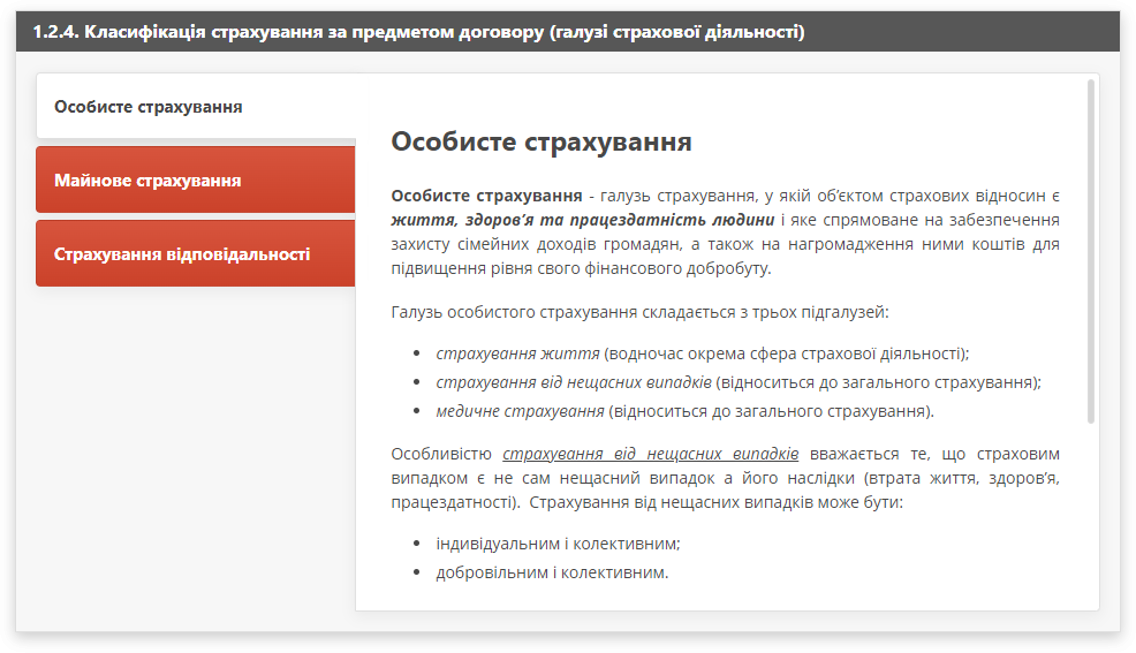 1.2.4. Класифікація страхування за предметом договору (галузі страхової діяльності)
Особисте страхування
Майнове страхування
Страхування відповідальності
Особисте страхування
Особисте страхування - галузь страхування, у якій об’єктом страхових відносин є
життя, здоров’я та працездатність людини і яке спрямоване на забезпечення
захисту сімейних доходів громадян, а також на нагромадження ними коштів для
підвищення рівня свого фінансового добробуту.
Галузь особистого страхування складається з трьох підгалузей:
• страхування життя (водночас окрема сфера страхової діяльності);
• страхування від нещасних випадків (відноситься до загального страхування);
• медичне страхування (відноситься до загального страхування).
Особливістю страхування від нещасних випадків вважається те, що страховим
випадком є не сам нещасний випадок а його наслідки (втрата життя, здоров’я,
працездатності). Страхування від нещасних випадків може бути:
• індивідуальним і колективним;
• добровільним і колективним.